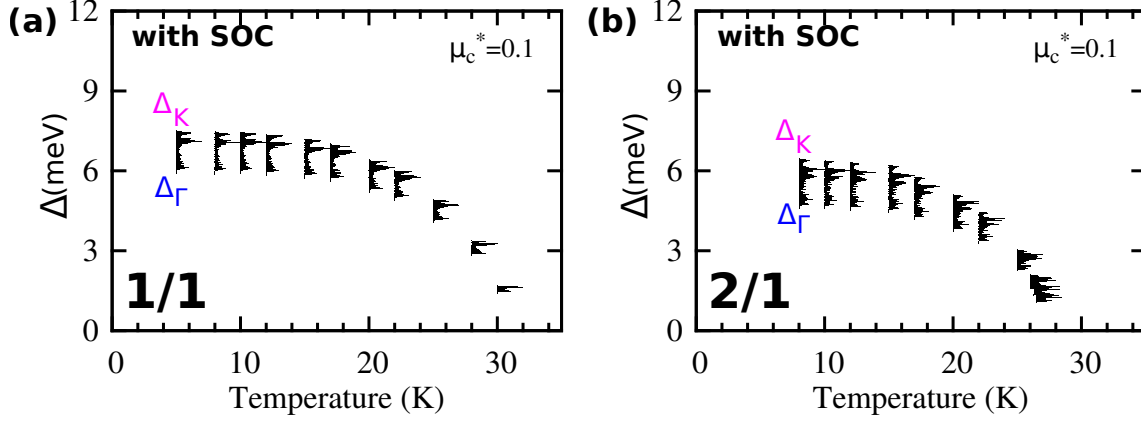 (a)
with SOC
μc*=0.1
ΔK
ΔΓ
1/1
Δ(meV)
12
9
6
3
0
0
10
20
30
Temperature (K)
(b)
with SOC
μc*=0.1
ΔK
ΔΓ
2/1
Δ(meV)
12
9
6
3
0
0
10
20
30
Temperature (K)